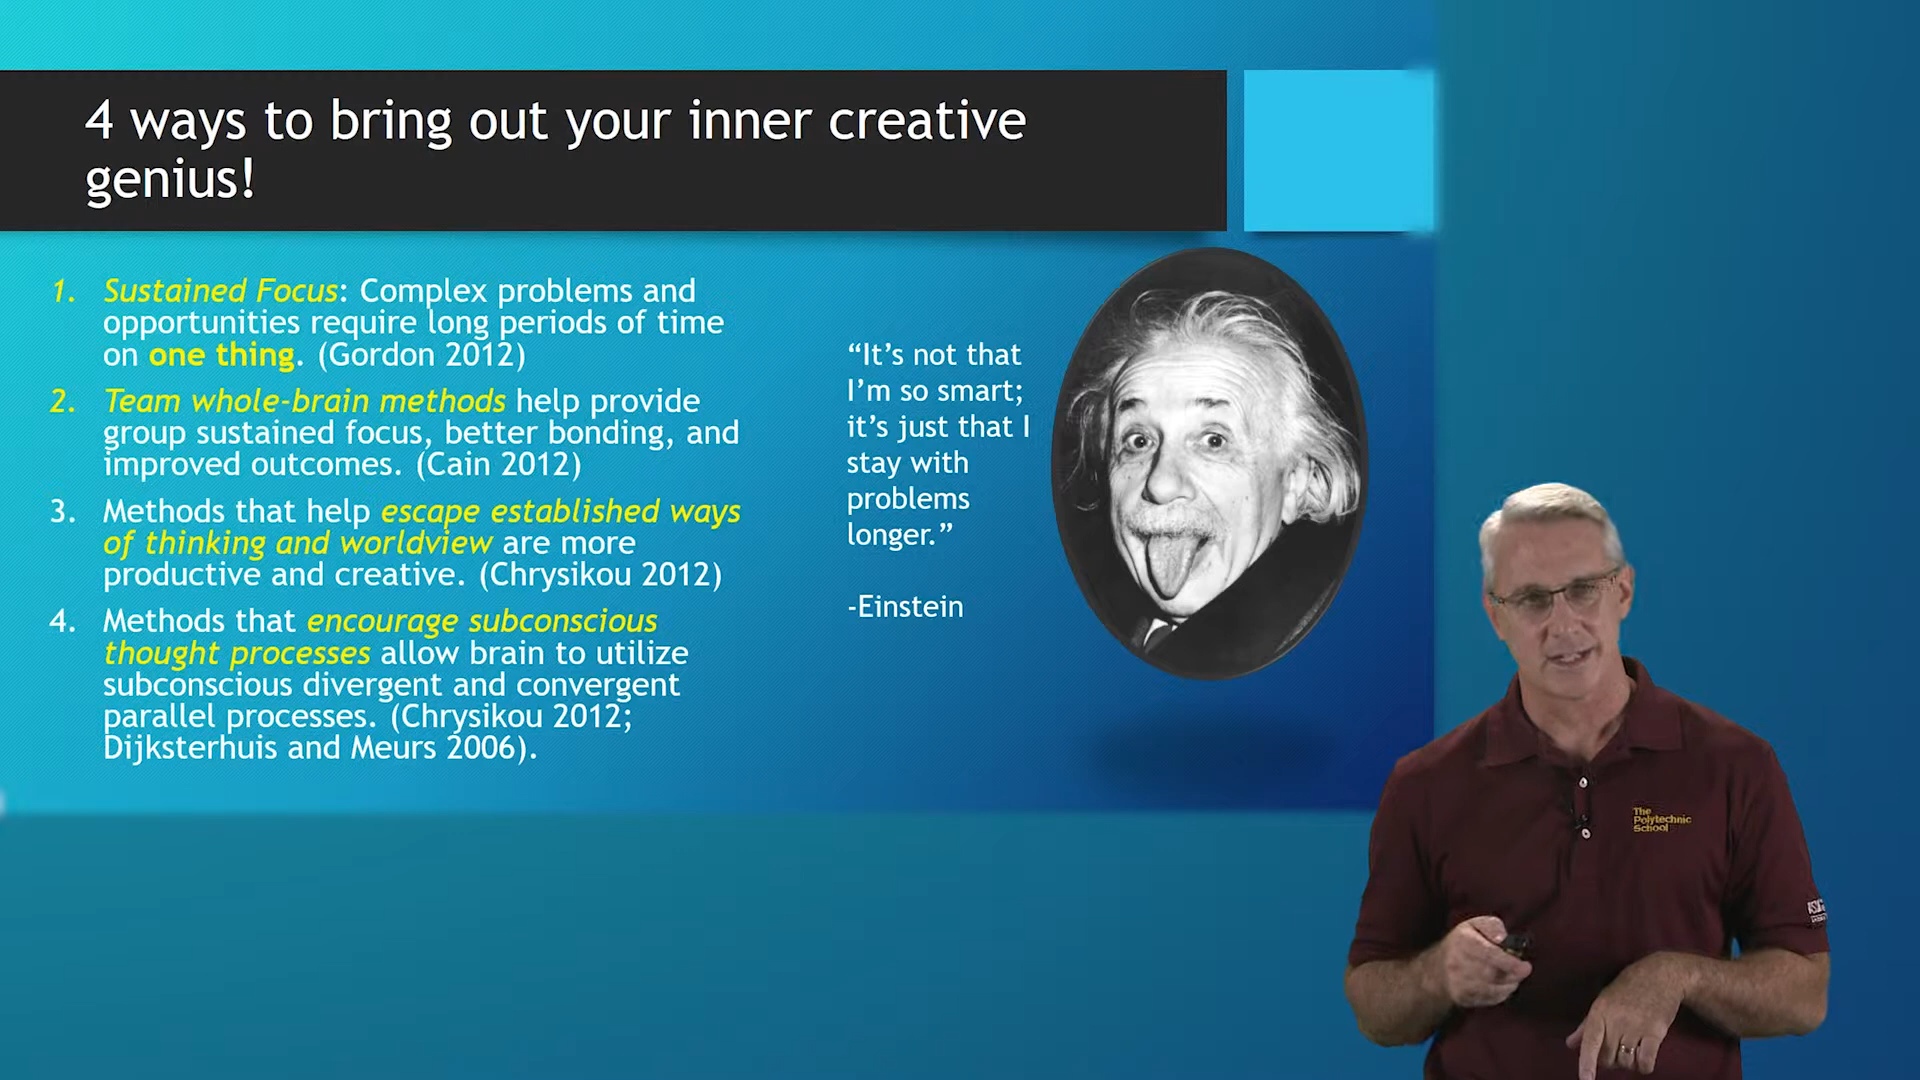 4 ways to bring out your inner creative
genius!
1. Sustained Focus: Complex problems and
opportunities require long periods of time
on one thing. (Gordon 2012)
2. Team whole-brain methods help provide
group sustained focus, better bonding, and
improved outcomes. (Cain 2012)
3. Methods that help escape established ways
of thinking and worldview are more
productive and creative. (Chrysikou 2012)
4. Methods that encourage subconscious
thought processes allow brain to utilize
subconscious divergent and convergent
parallel processes. (Chrysikou 2012;
Dijksterhuis and Meurs 2006).
“It’s not that
I’m so smart;
it’s just that I
stay with
problems
longer.”
-Einstein
The
Polytechnic
School